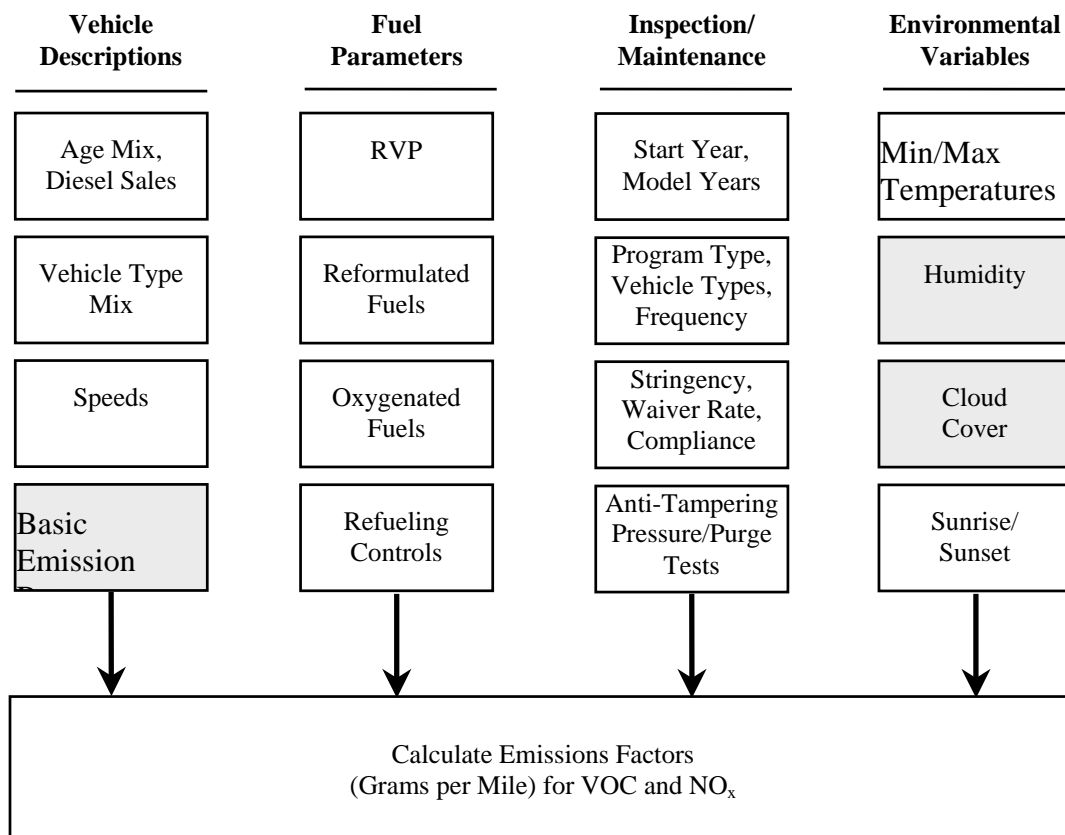 Vehicle
Descriptions
Fuel
Parameters
Inspection/
Maintenance
Environmental
Variables
Age Mix,
Diesel Sales
RVP
Start Year,
Model Years
Min/Max
Temperatures
Vehicle Type
Mix
Reformulated
Fuels
Program Type,
Vehicle Types,
Frequency
Humidity
Speeds
Oxygenated
Fuels
Stringency,
Waiver Rate,
Compliance
Cloud
Cover
Basic
Emission
Refueling
Controls
Anti-Tampering
Pressure/Purge
Tests
Sunrise/
Sunset
Calculate Emissions Factors
(Grams per Mile) for VOC and NOx